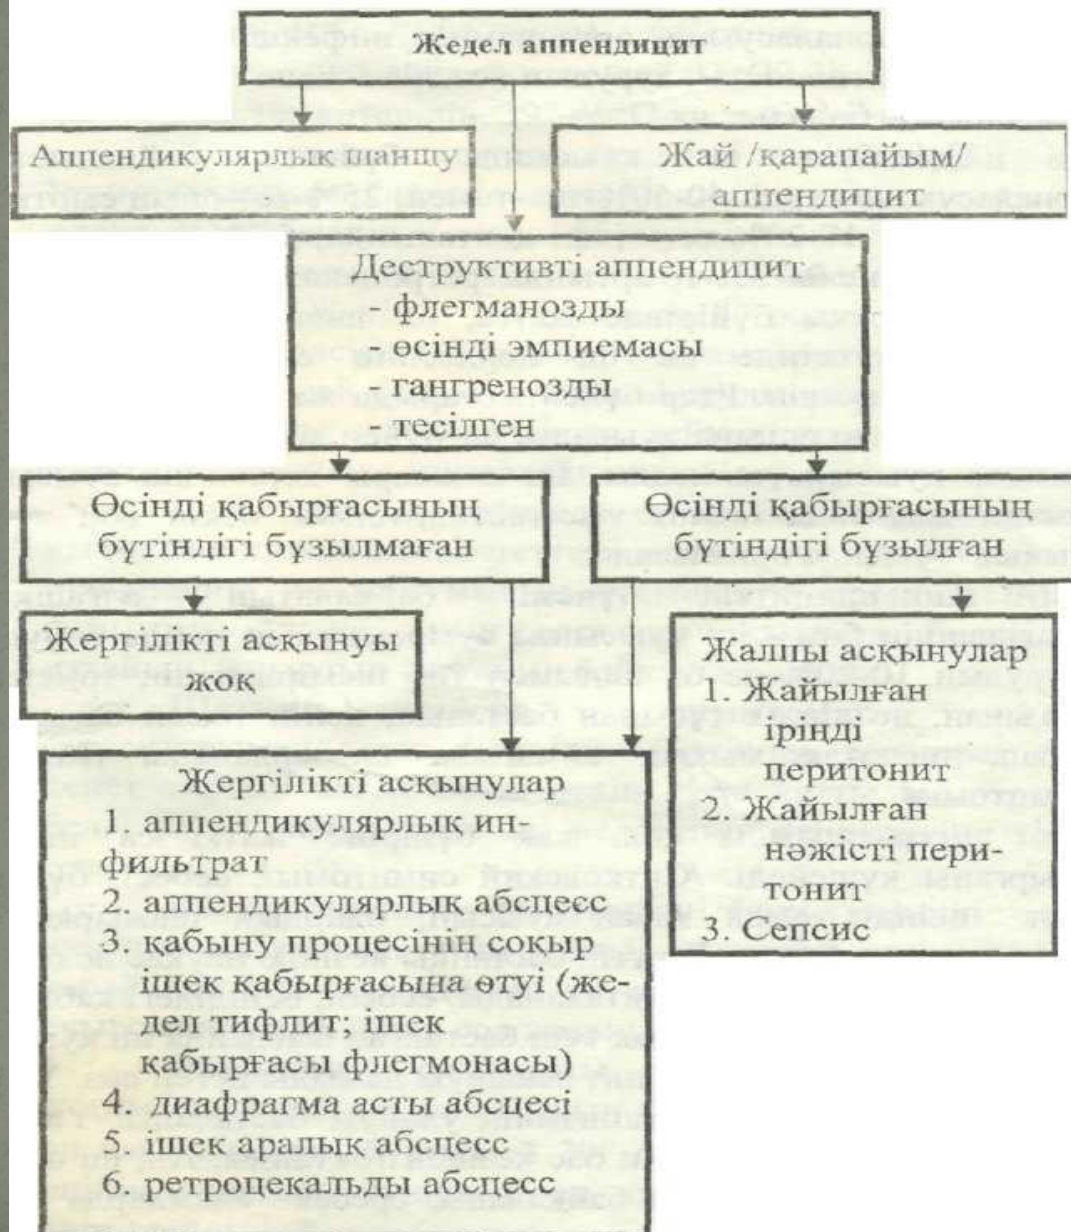 Жедел аппендицит
Аппендикулярлық шаншу
Жай /қарапайым/
аппендицит
Деструктивті аппендицит
- флегманозды
- өсінді эмпиемасы
- гангренозды
- тесілген
Өсінді қабырғасының
бүтіндігі бұзылмаған
Өсінді қабырғасының
бүтіндігі бұзылған
Жергілікті асқынуы
жоқ
Жалпы асқынулар
1. Жайылған
іріңді
перитонит
2. Жайылған
нәжісті пери-
тонит
3. Сепсис
Жергілікті асқынулар
1. аппендикулярлық ин-
фильтрат
2. аппендикулярлық абсцесс
3. қабыну процесінің соқыр
ішек қабырғасына өтуі (же-
дел тифлит; ішек
қабырғасы флегмонасы)
4. диафрагма асты абсцесі
5. ішек аралық абсцесс
6. ретроцекальды абсцесс